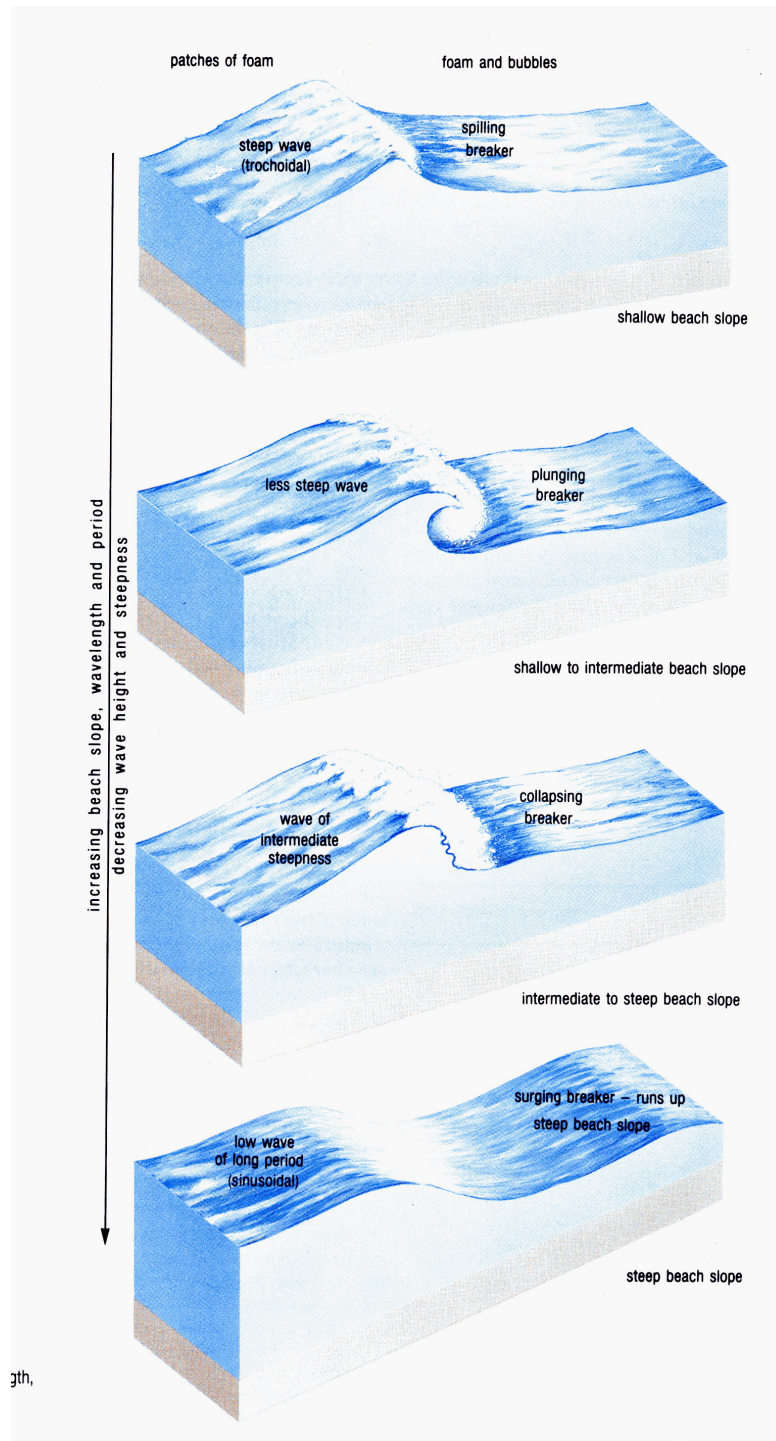 patches of foam
foam and bubbles
steep wave
(trochoidal)
spilling
breaker
shallow beach slope
less steep wave
plunging
breaker
shallow to intermediate beach slope
increasing beach slope, wavelength and period
decreasing wave height and steepness
wave of
intermediate
steepness
collapsing
breaker
intermediate to steep beach slope
low wave
of long period
(sinusoidal)
surging breaker – runs up
steep beach slope
steep beach slope
gth,